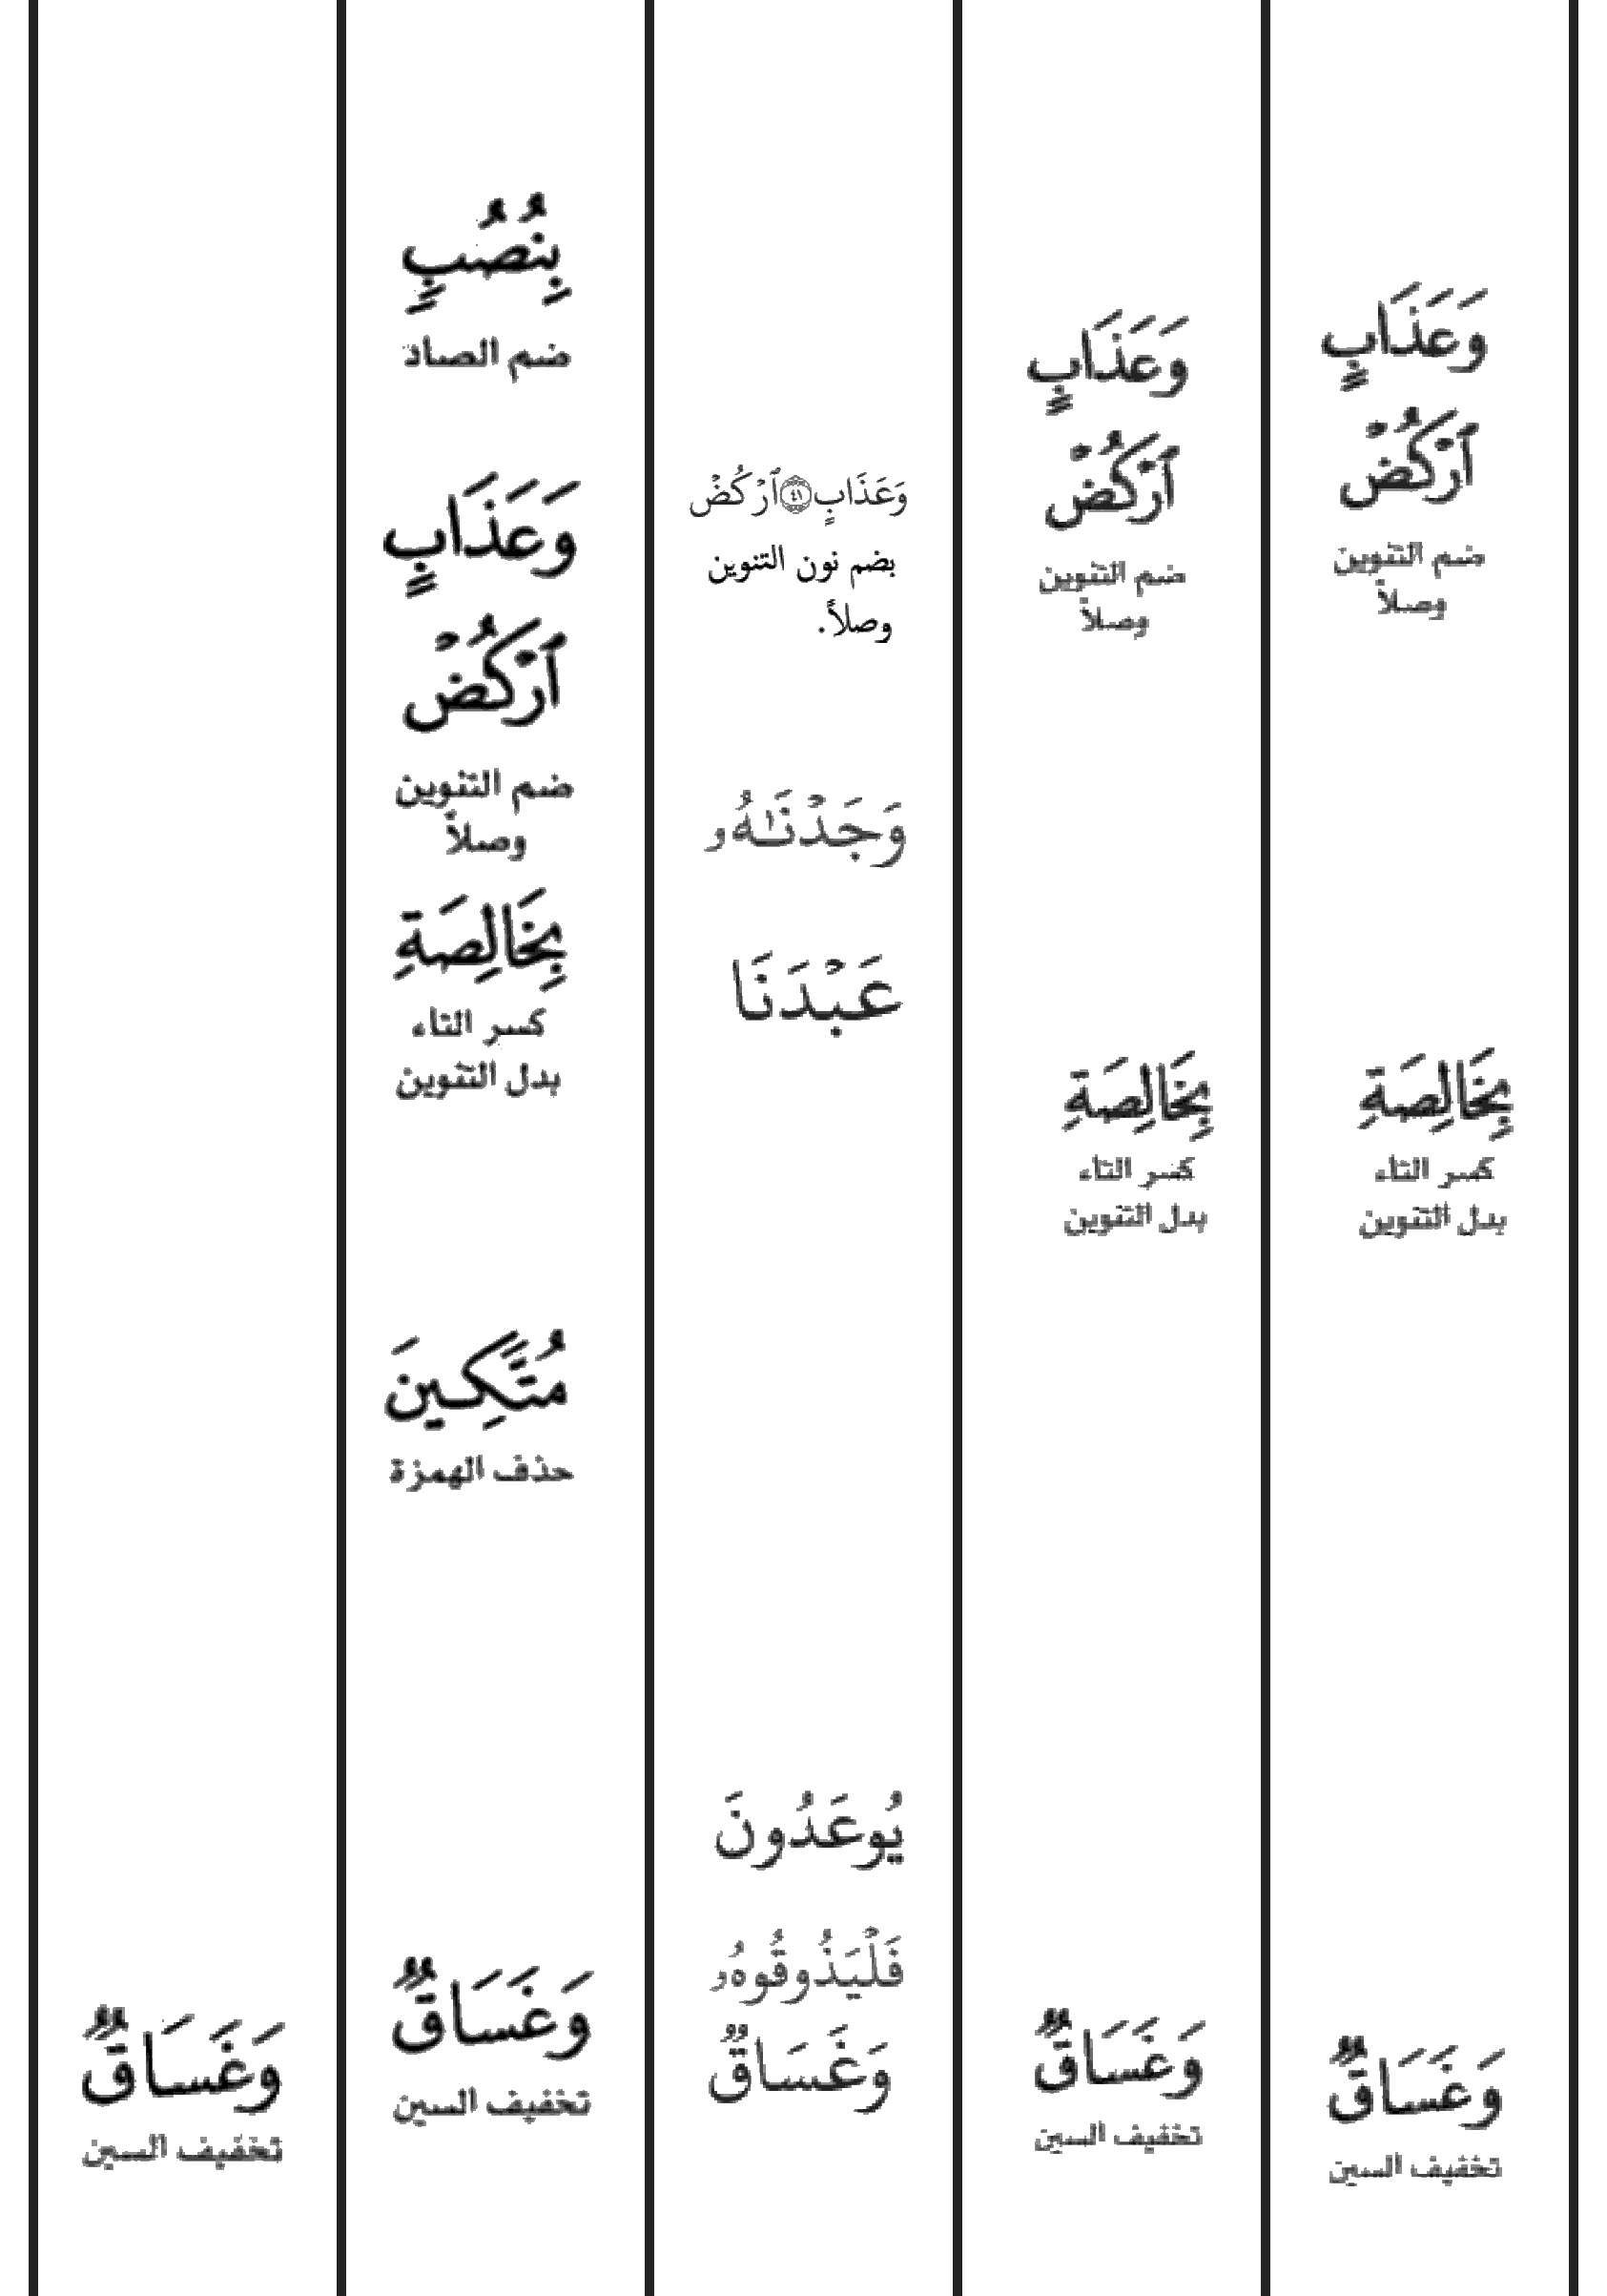 وَعَذَابٍ
ٱرْكُضْ
ضم التنوين
وصلاً
بِخَالِصَةِ
كسر التاء
بدل التنوين
وَغَسَاقٌ
تخفيف السين
وَعَذَابٍ
ٱرْكُضْ
ضم التنوين
وصلاً
بِخَالِصَةِ
كسر التاء
بدل التنوين
وَغَسَاقٌ
تخفيف السين
وَعَذَابٍ ٤١ ٱرْكُضْ
بضم نون التنوين
وصلاً.
وَجَدْنَٰهُۥ
عَبْدَنَا
يُوعَدُونَ
فَلْيَذُوقُوهُۥ
وَغَسَاقٌ
بِنُصُبٍ
ضم الصاد
وَعَذَابٍ
ٱرْكُضْ
ضم التنوين
وصلاً
بِخَالِصَةِ
كسر التاء
بدل التنوين
مُتَّكِينَ
حذف الهمزة
وَغَسَاقٌ
تخفيف السين
وَغَسَاقٌ
تخفيف السين